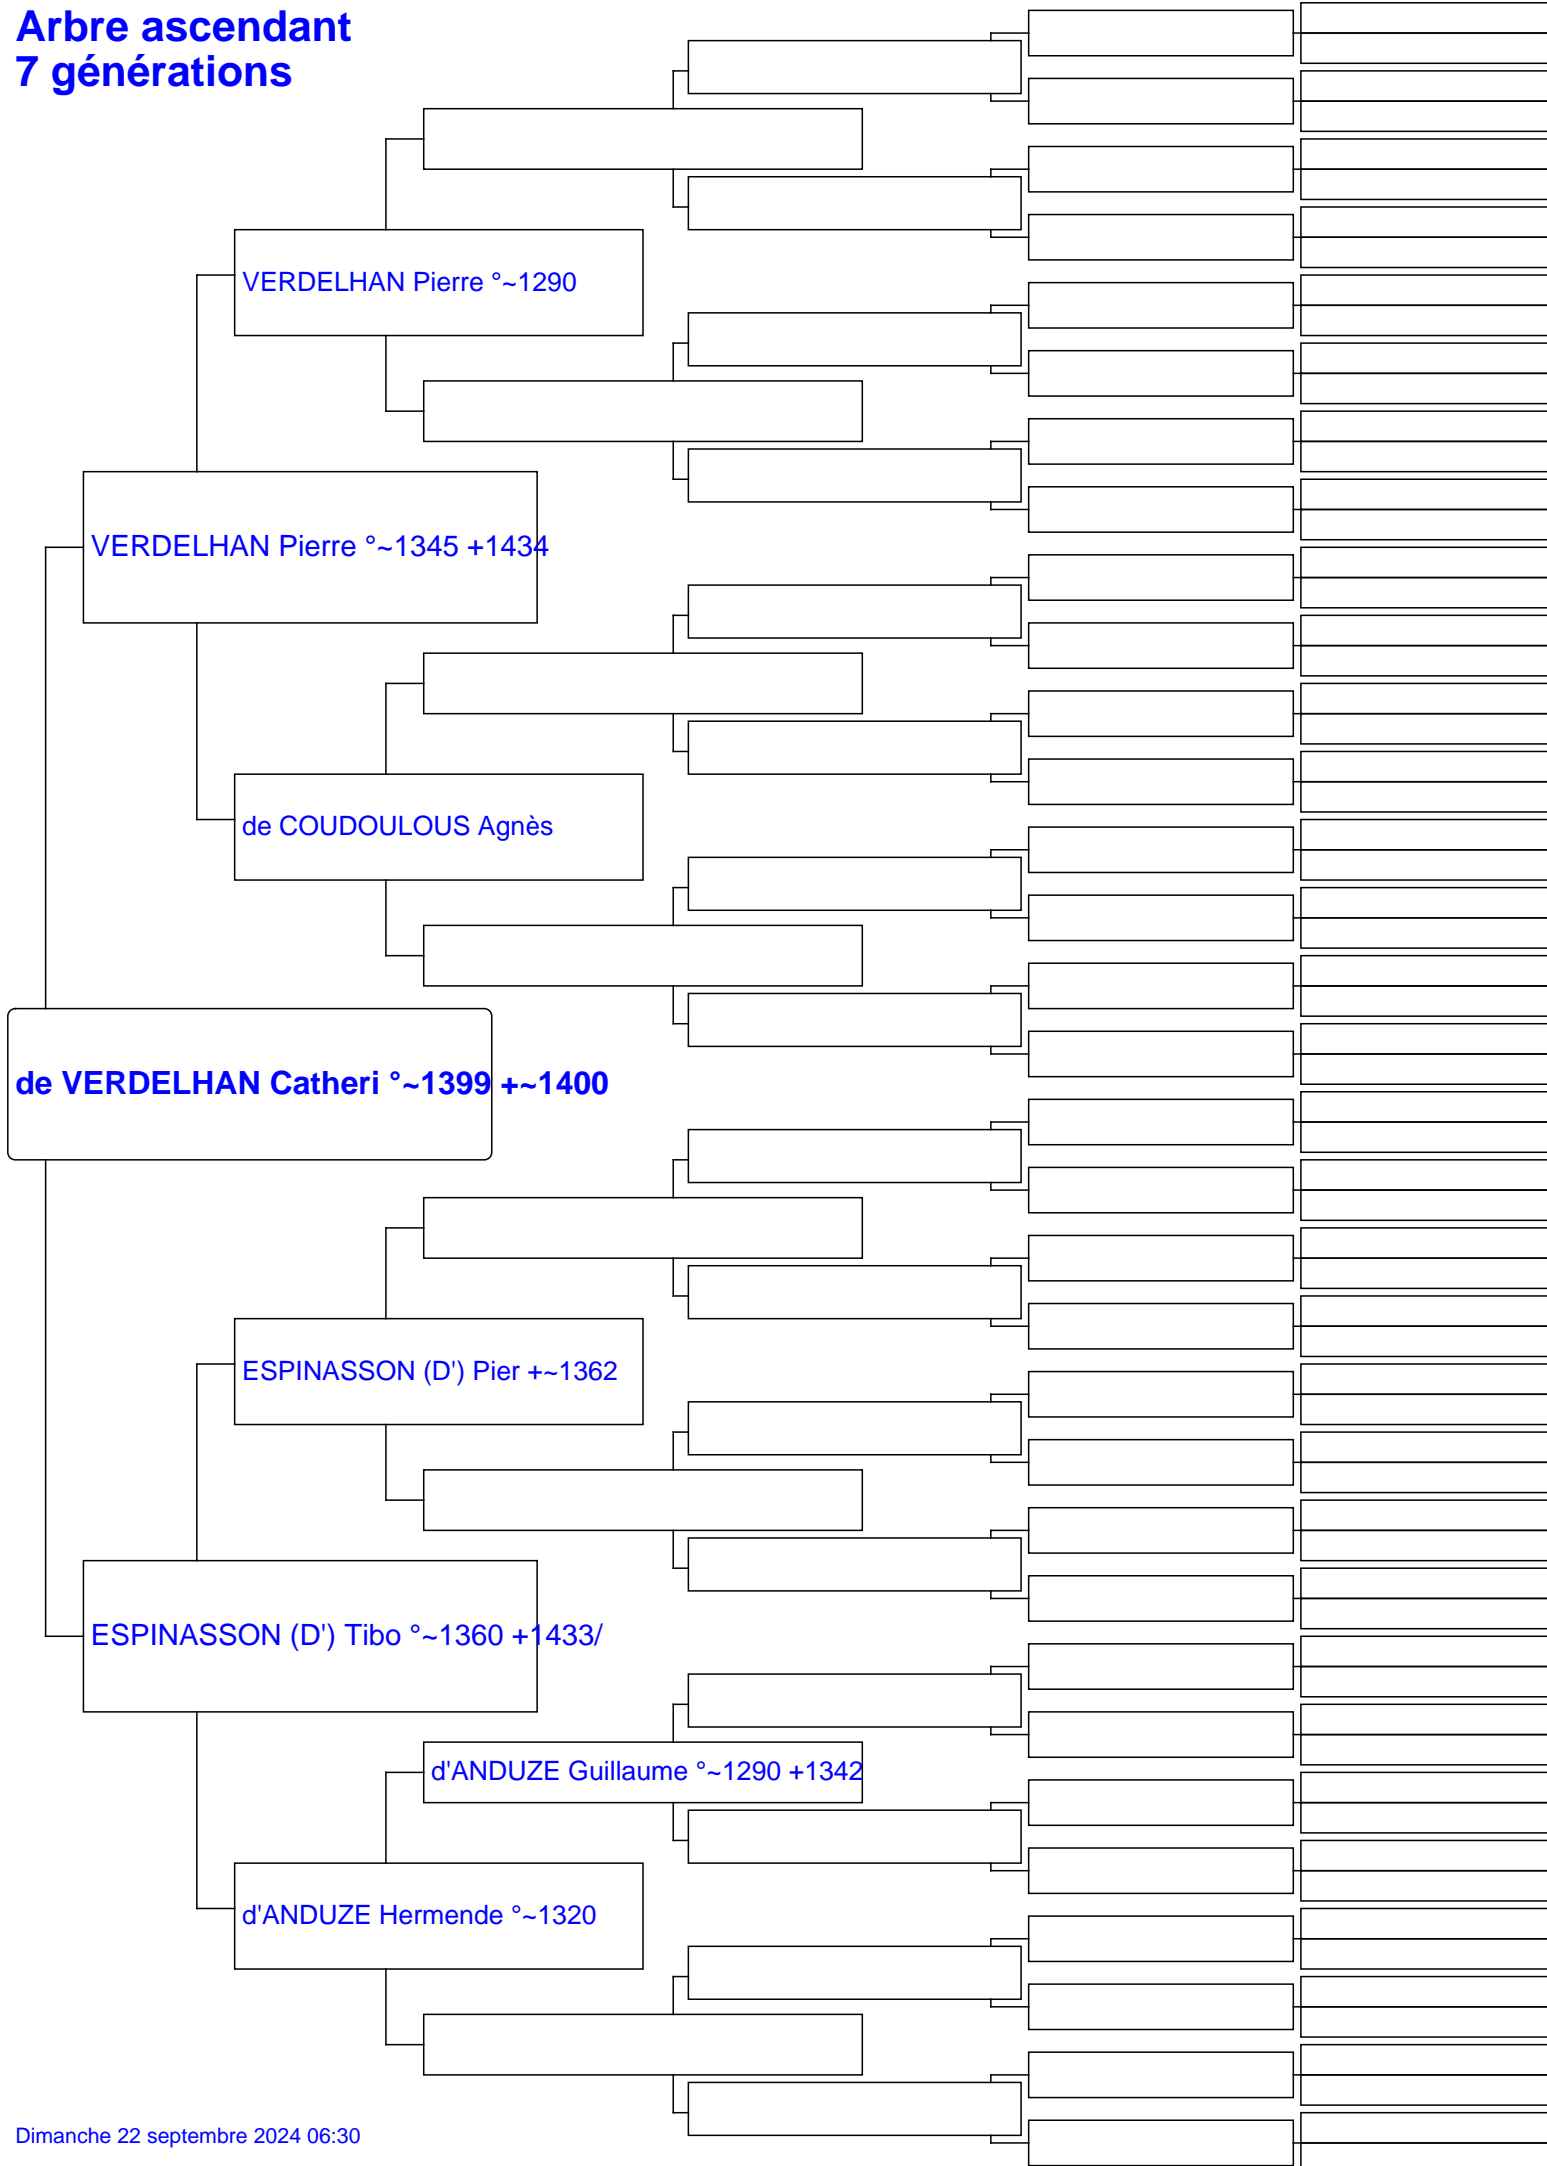 Arbre ascendant
7 générations
VERDELHAN Pierre °~1290
VERDELHAN Pierre °~1345 +1434
de COUDOULOUS Agnès
de VERDELHAN Catheri °~1399 +~1400
ESPINASSON (D') Pier +~1362
ESPINASSON (D') Tibo °~1360 +1433/
d'ANDUZE Guillaume °~1290 +1342
d'ANDUZE Hermende °~1320
Dimanche 22 septembre 2024 06:30